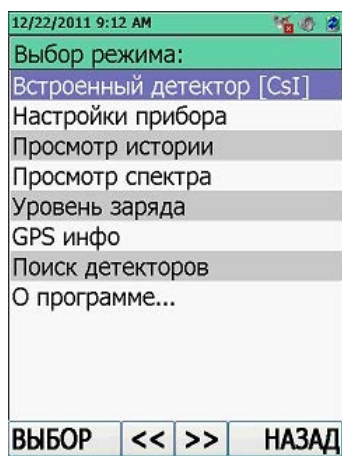 12/22/2011 9:12 AM
Выбор режима:
Встроенный детектор [CsI]
Настройки прибора
Просмотр истории
Просмотр спектра
Уровень заряда
GPS инфо
Поиск детекторов
О программе...
ВЫБОР << >> НАЗАД